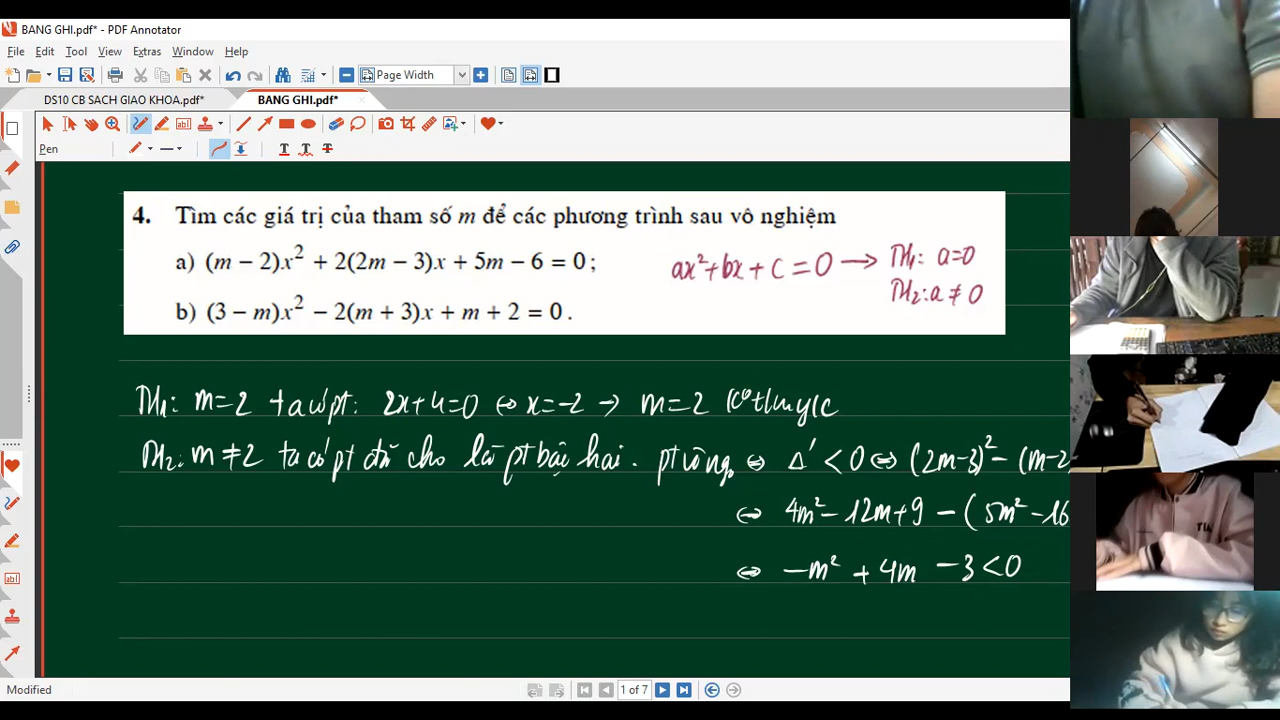 BANG GHI.pdf* - PDF Annotator
File Edit Tool View Extras Window Help
Page Width
DS10 CB SACH GIAO KHOA.pdf* BANG GHI.pdf*
Pen
4. Tìm các giá trị của tham số m để các phương trình sau vô nghiệm
a) (m − 2)x² + 2(2m − 3)x + 5m − 6 = 0 ;
b) (3 − m)x² − 2(m + 3)x + m + 2 = 0 .
ax²+bx+c=0 → TH1: a=0
TH2: a≠0
TH1: m=2 ta có pt: 2x+4=0 ⇔ x=-2 → m=2
TH2: m≠2 ta có pt đã cho là pt bậc hai. pt vô ng. ⇔ Δ' < 0 ⇔ (2m-3)² - (m-2
⇔ 4m² - 12m + 9 - (5m² - 16
⇔ -m² + 4m - 3 < 0
Modified 1 of 7